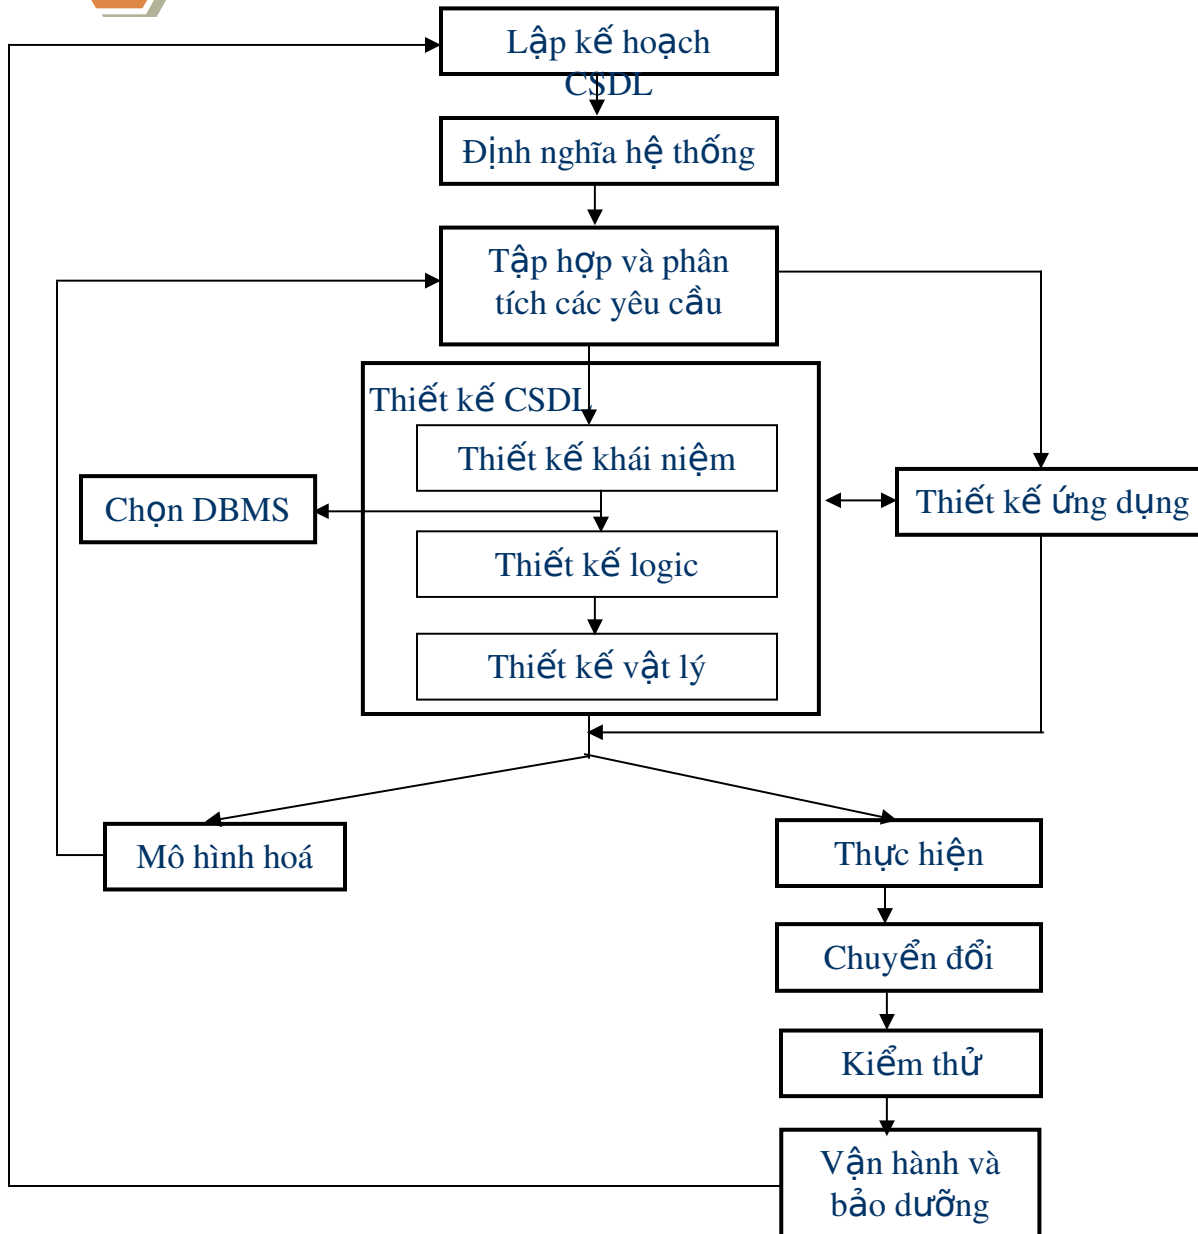 Lập kế hoạch
CSDL
Định nghĩa hệ thống
Tập hợp và phân
tích các yêu cầu
Thiết kế CSDL
Thiết kế khái niệm
Chọn DBMS
Thiết kế ứng dụng
Thiết kế logic
Thiết kế vật lý
Mô hình hoá
Thực hiện
Chuyển đổi
Kiểm thử
Vận hành và
bảo dưỡng